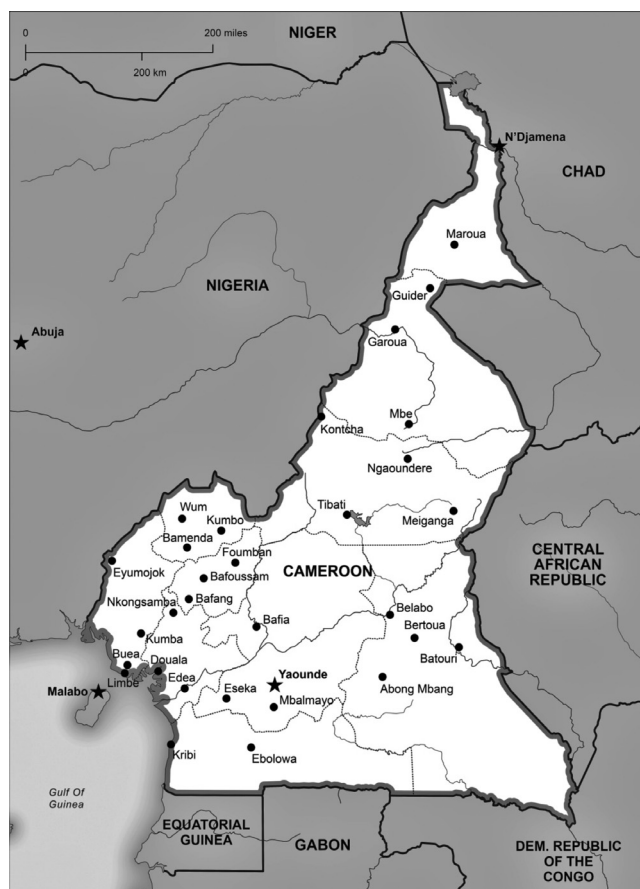 0
200 miles
0
200 km
NIGER
N'Djamena
CHAD
Maroua
NIGERIA
Guider
Abuja
Garoua
Kontcha
Mbe
Ngaoundere
Wum
Kumbo
Tibati
Meiganga
Bamenda
Foumban
Eyumojok
Bafoussam
CAMEROON
CENTRAL
AFRICAN
REPUBLIC
Nkongsamba
Bafang
Belabo
Bafia
Bertoua
Kumba
Batouri
Buea
Douala
Limbe
Malabo
Edea
Eseka
Yaounde
Mbalmayo
Abong Mbang
Kribi
Ebolowa
Gulf Of
Guinea
EQUATORIAL
GUINEA
GABON
DEM. REPUBLIC
OF THE
CONGO